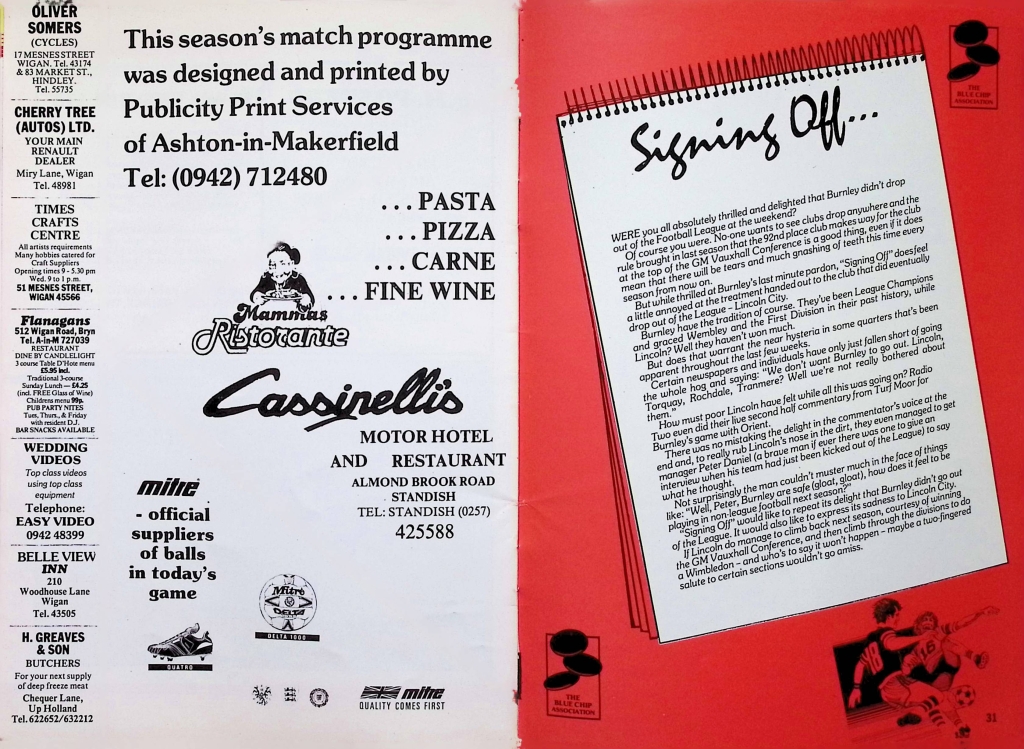 OLIVER
SOMERS
(CYCLES)
17 MESNES STREET
WIGAN. Tel. 43174
& 83 MARKET ST.,
HINDLEY.
Tel. 55735
CHERRY TREE
(AUTOS) LTD.
YOUR MAIN
RENAULT
DEALER
Miry Lane, Wigan
Tel. 48981
TIMES
CRAFTS
CENTRE
All artists requirements
Many hobbies catered for
Craft Suppliers
Opening times 9 - 5.30 pm
Wed. 9 to 1 p.m.
51 MESNES STREET,
WIGAN 45566
Flanagans
512 Wigan Road, Bryn
Tel. A-in-M 727039
RESTAURANT
DINE BY CANDLELIGHT
3 course Table D'Hote menu
£5.95 incl.
Traditional 3-course
Sunday Lunch — £4.25
(incl. FREE Glass of Wine)
Childrens menu 99p.
PUB PARTY NITES
Tues, Thurs., & Friday
with resident D.J.
BAR SNACKS AVAILABLE
WEDDING
VIDEOS
Top class videos
using top class
equipment
Telephone:
EASY VIDEO
0942 48399
BELLE VIEW
INN
210
Woodhouse Lane
Wigan
Tel. 43505
H. GREAVES
& SON
BUTCHERS
For your next supply
of deep freeze meat
Chequer Lane,
Up Holland
Tel. 622652/632212
This season's match programme
was designed and printed by
Publicity Print Services
of Ashton-in-Makerfield
Tel: (0942) 712480
...PASTA
...PIZZA
...CARNE
...FINE WINE
Mammas
Ristorante
Cassinelli's
MOTOR HOTEL
AND RESTAURANT
ALMOND BROOK ROAD
STANDISH
TEL: STANDISH (0257)
425588
mitre
- official
suppliers
of balls
in today's
game
Mitre
DELTA
DELTA 1000
QUATRO
mitre
QUALITY COMES FIRST
THE
BLUE CHIP
ASSOCIATION
Signing Off...
WERE you all absolutely thrilled and delighted that Burnley didn't drop
out of the Football League at the weekend?
Of course you were. No-one wants to see clubs drop anywhere and the
rule brought in last season that the 92nd place club makes way for the club
at the top of the GM Vauxhall Conference is a good thing, even if it does
mean that there will be tears and much gnashing of teeth this time every
season from now on.
But while thrilled at Burnley's last minute pardon, "Signing Off" does feel
a little annoyed at the treatment handed out to the club that did eventually
drop out of the League – Lincoln City.
Burnley have the tradition of course. They've been League Champions
and graced Wembley and the First Division in their past history, while
Lincoln? Well they haven't won much.
But does that warrant the near hysteria in some quarters that's been
apparent throughout the last few weeks.
Certain newspapers and individuals have only just fallen short of going
the whole hog and saying: "We don't want Burnley to go out. Lincoln,
Torquay, Rochdale, Tranmere? Well we're not really bothered about
them."
How must poor Lincoln have felt while all this was going on? Radio
Two even did their live second half commentary from Turf Moor for
Burnley's game with Orient.
There was no mistaking the delight in the commentator's voice at the
end and, to really rub Lincoln's nose in the dirt, they even managed to get
manager Peter Daniel (a brave man if ever there was one to give an
interview when his team had just been kicked out of the League) to say
what he thought.
Not surprisingly the man couldn't muster much in the face of things
like: "Well, Peter, Burnley are safe (gloat, gloat), how does it feel to be
playing in non-league football next season?"
"Signing Off" would like to repeat its delight that Burnley didn't go out
of the League. It would also like to express its sadness to Lincoln City.
If Lincoln do manage to climb back next season, courtesy of winning
the GM Vauxhall Conference, and then climb through the divisions to do
a Wimbledon – and who's to say it won't happen – maybe a two-fingered
salute to certain sections wouldn't go amiss.
THE
BLUE CHIP
ASSOCIATION
18
16
31